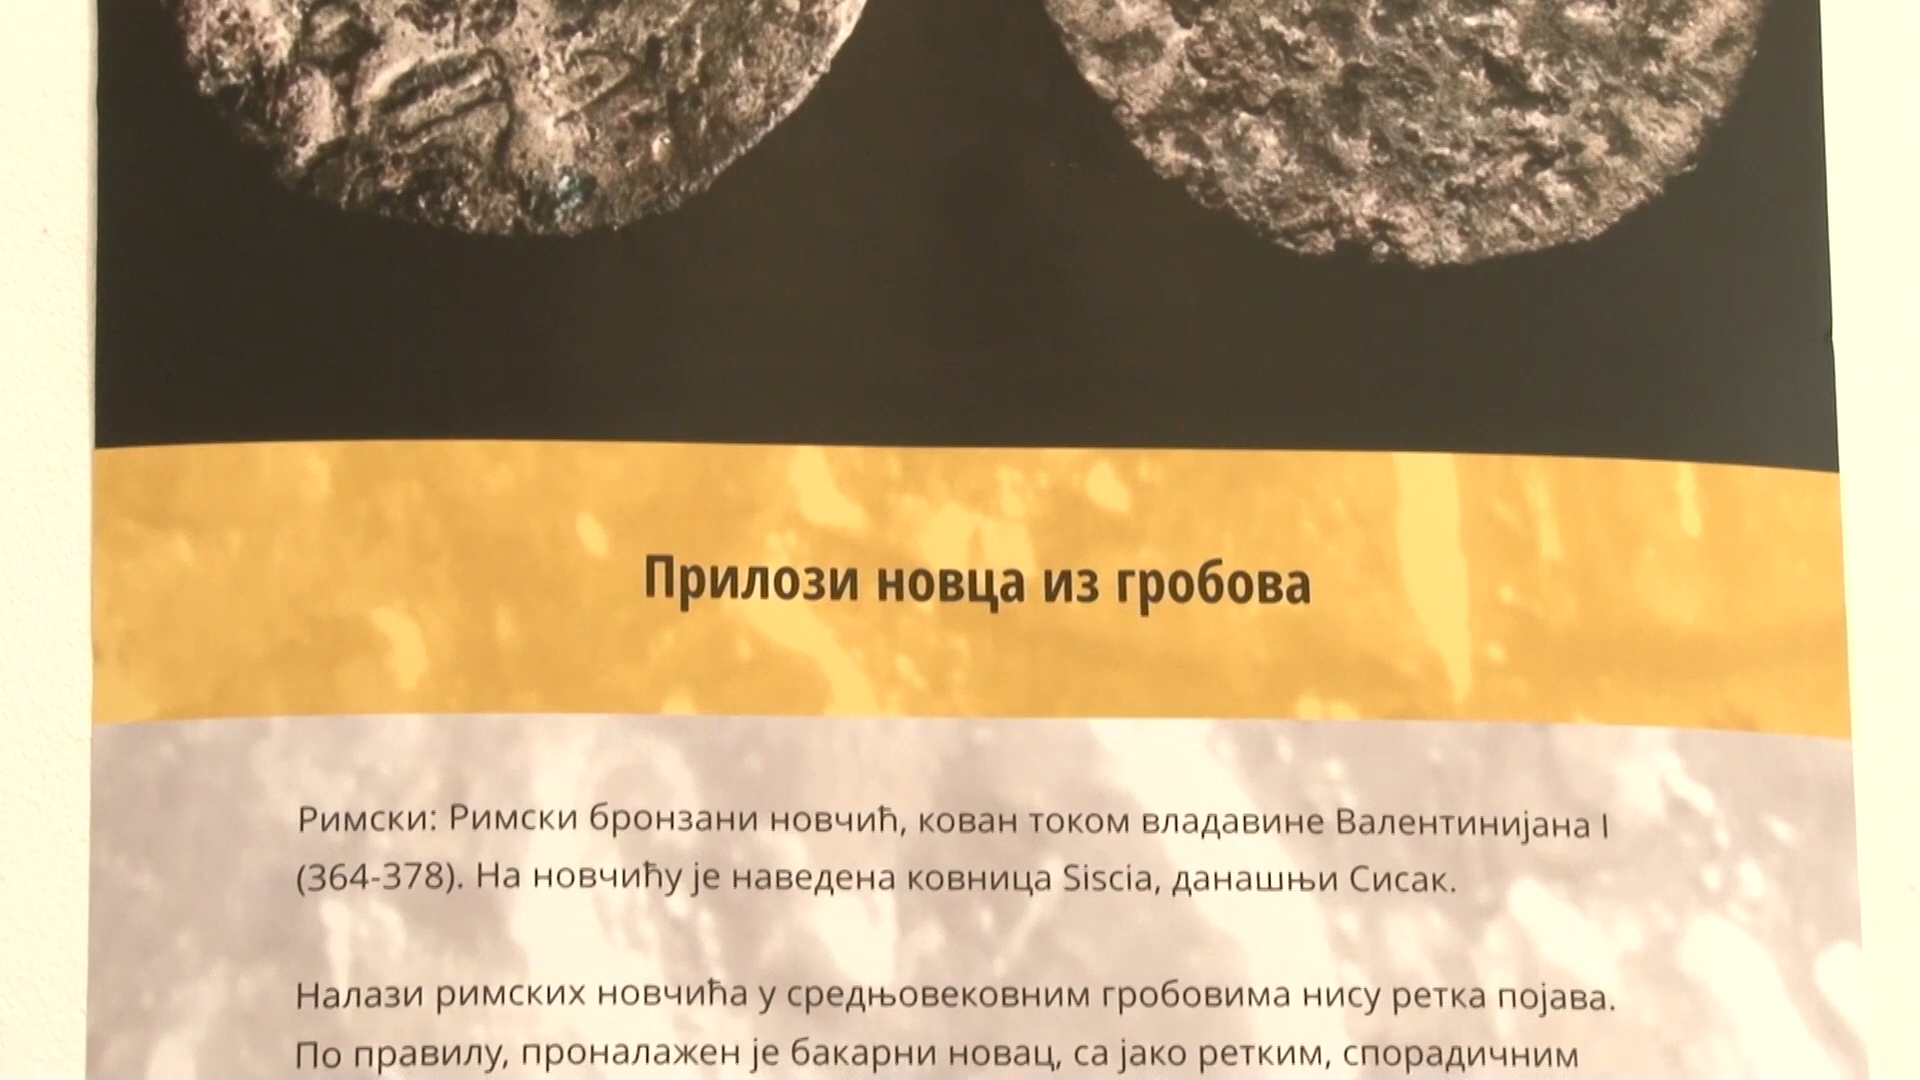 Прилози новца из гробова
Римски: Римски бронзани новчић, кован током владавине Валентинијана I
(364-378). На новчићу је наведена ковница Siscia, данашњи Сисак.
Налази римских новчића у средњовековним гробовима нису ретка појава.
По правилу, проналажен је бакарни новац, са јако ретким, спорадичним